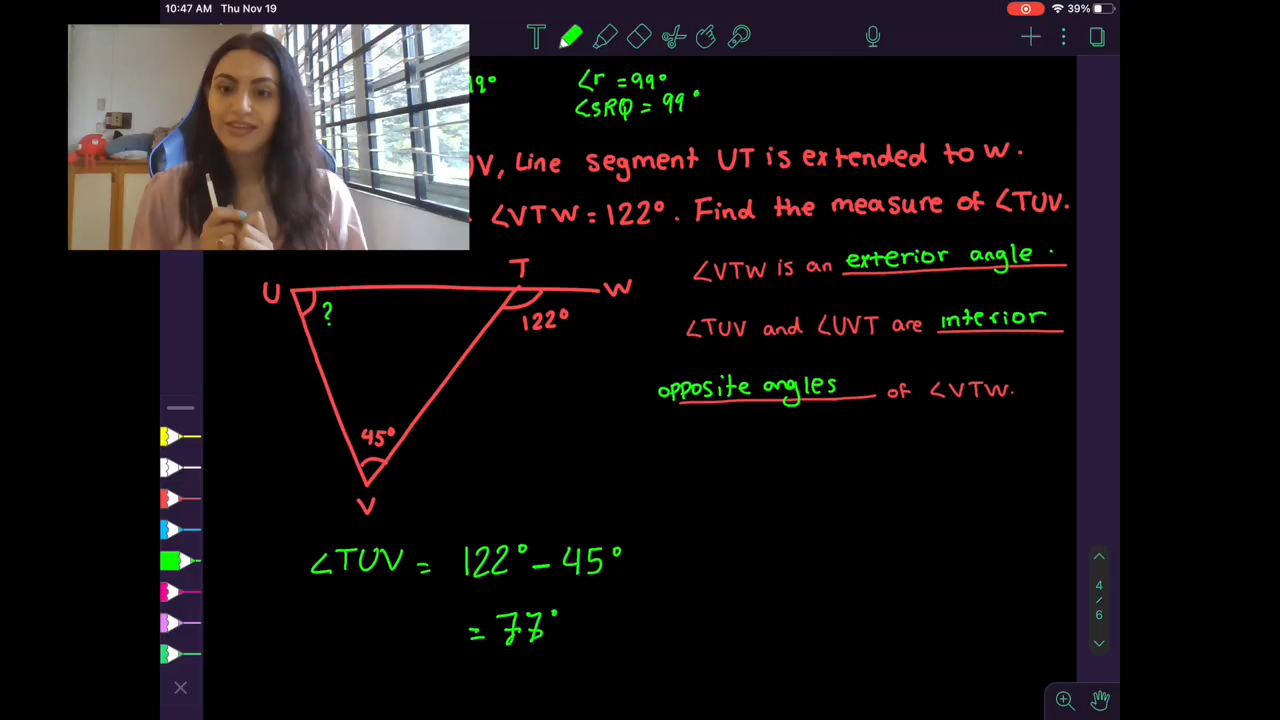 10:47 AM Thu Nov 19
39%
∠r = 99°
∠SRQ = 99°
Line segment UT is extended to W.
∠VTW = 122°. Find the measure of ∠TUV.
T
U
W
?
122°
∠VTW is an exterior angle.
∠TUV and ∠UVT are interior
opposite angles of ∠VTW.
45°
V
∠TUV = 122° - 45°
= 77°
4
/
6